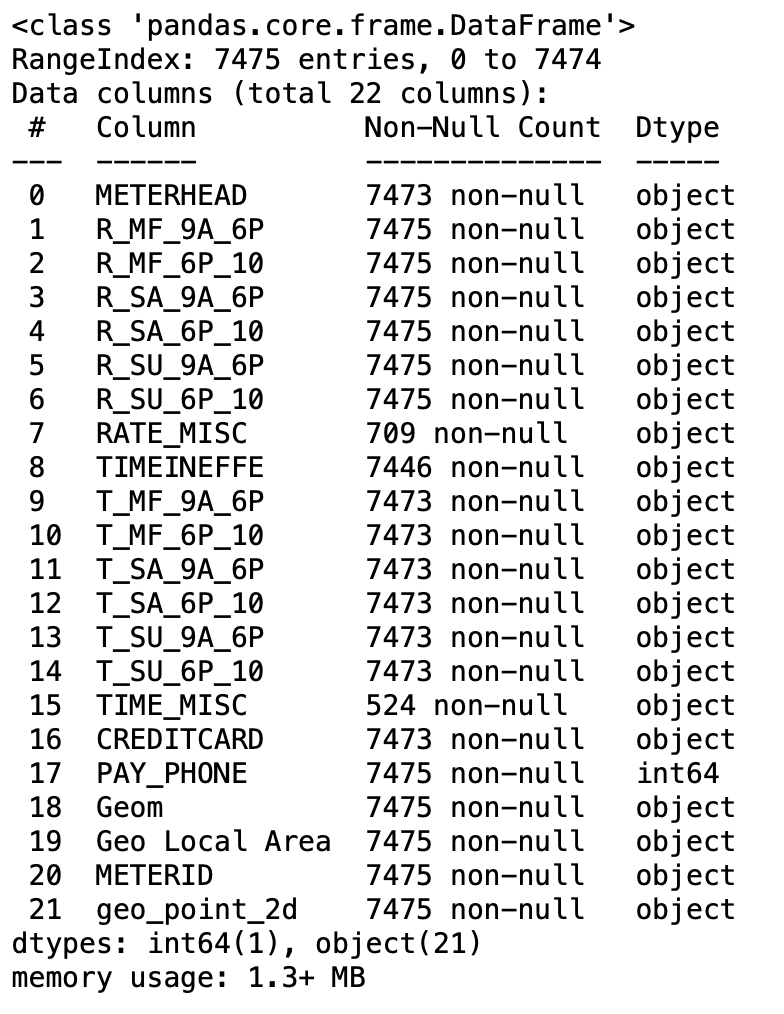 <class 'pandas.core.frame.DataFrame'>
RangeIndex: 7475 entries, 0 to 7474
Data columns (total 22 columns):
 #   Column          Non-Null Count  Dtype
---  ------          --------------  -----
 0   METERHEAD       7473 non-null   object
 1   R_MF_9A_6P      7475 non-null   object
 2   R_MF_6P_10      7475 non-null   object
 3   R_SA_9A_6P      7475 non-null   object
 4   R_SA_6P_10      7475 non-null   object
 5   R_SU_9A_6P      7475 non-null   object
 6   R_SU_6P_10      7475 non-null   object
 7   RATE_MISC       709 non-null    object
 8   TIMEINEFFE      7446 non-null   object
 9   T_MF_9A_6P      7473 non-null   object
 10  T_MF_6P_10      7473 non-null   object
 11  T_SA_9A_6P      7473 non-null   object
 12  T_SA_6P_10      7473 non-null   object
 13  T_SU_9A_6P      7473 non-null   object
 14  T_SU_6P_10      7473 non-null   object
 15  TIME_MISC       524 non-null    object
 16  CREDITCARD      7473 non-null   object
 17  PAY_PHONE       7475 non-null   int64
 18  Geom            7475 non-null   object
 19  Geo Local Area  7475 non-null   object
 20  METERID         7475 non-null   object
 21  geo_point_2d    7475 non-null   object
dtypes: int64(1), object(21)
memory usage: 1.3+ MB